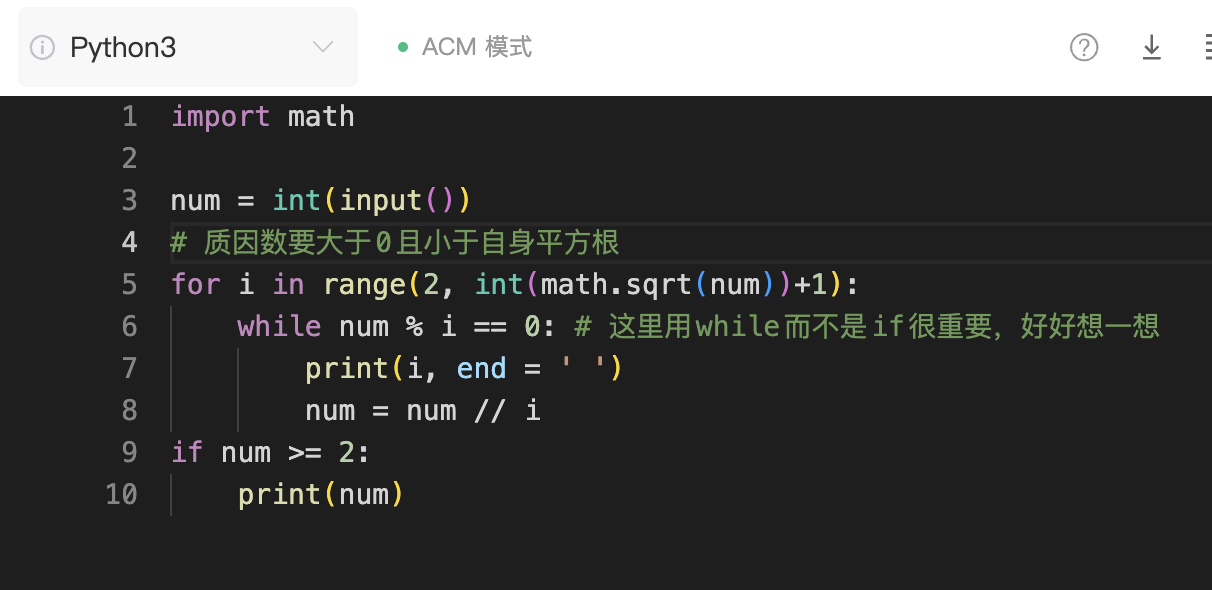 Python3
ACM 模式
1 import math
2
3 num = int(input())
4 # 质因数要大于0且小于自身平方根
5 for i in range(2, int(math.sqrt(num))+1):
6     while num % i == 0: # 这里用while而不是if很重要，好好想一想
7         print(i, end = ' ')
8         num = num // i
9 if num >= 2:
10     print(num)